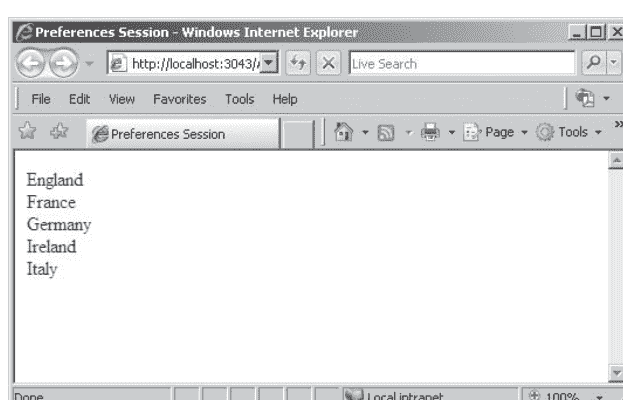 Preferences Session - Windows Internet Explorer
http://localhost:3043/
Live Search
File Edit View Favorites Tools Help
Preferences Session
Page Tools »
England
France
Germany
Ireland
Italy
Done
Local intranet
100%